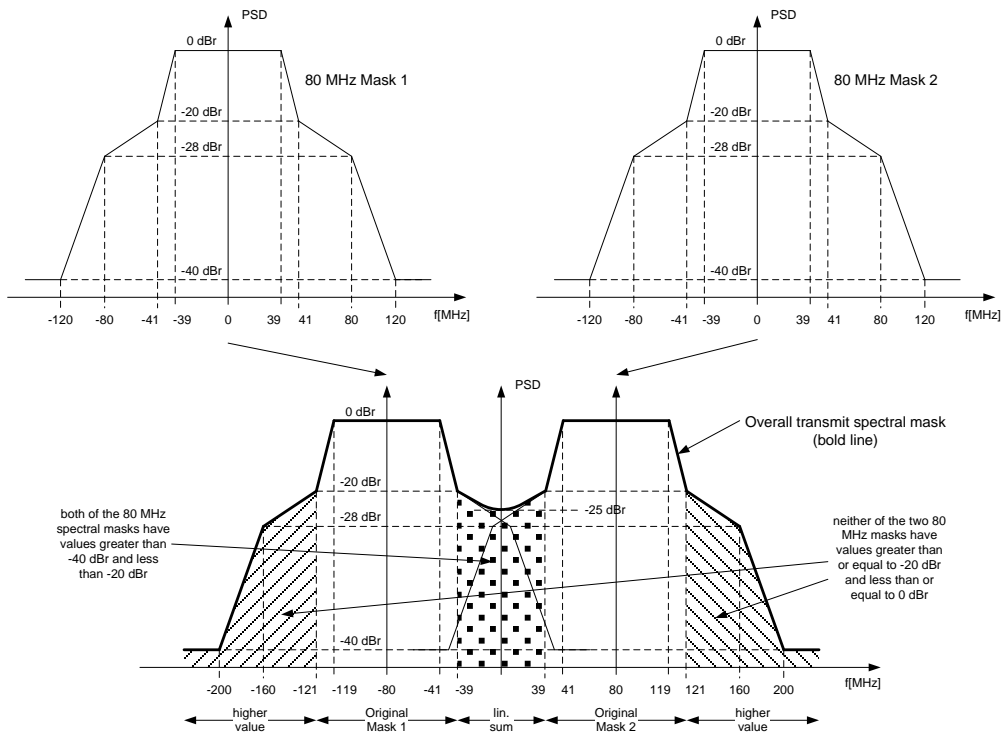 PSD
0 dBr
80 MHz Mask 1
-20 dBr
-28 dBr
-40 dBr
-120 -80 -41 -39 0 39 41 80 120 f[MHz]
PSD
0 dBr
80 MHz Mask 2
-20 dBr
-28 dBr
-40 dBr
-120 -80 -41 -39 0 39 41 80 120 f[MHz]
PSD
0 dBr
Overall transmit spectral mask
(bold line)
-20 dBr
-25 dBr
-28 dBr
both of the 80 MHz
spectral masks have
values greater than
-40 dBr and less
than -20 dBr
neither of the two 80
MHz masks have
values greater than
or equal to -20 dBr
and less than or
equal to 0 dBr
-40 dBr
-200 -160 -121 -119 -80 -41 -39 39 41 80 119 121 160 200 f[MHz]
higher
value
Original
Mask 1
lin.
sum
Original
Mask 2
higher
value